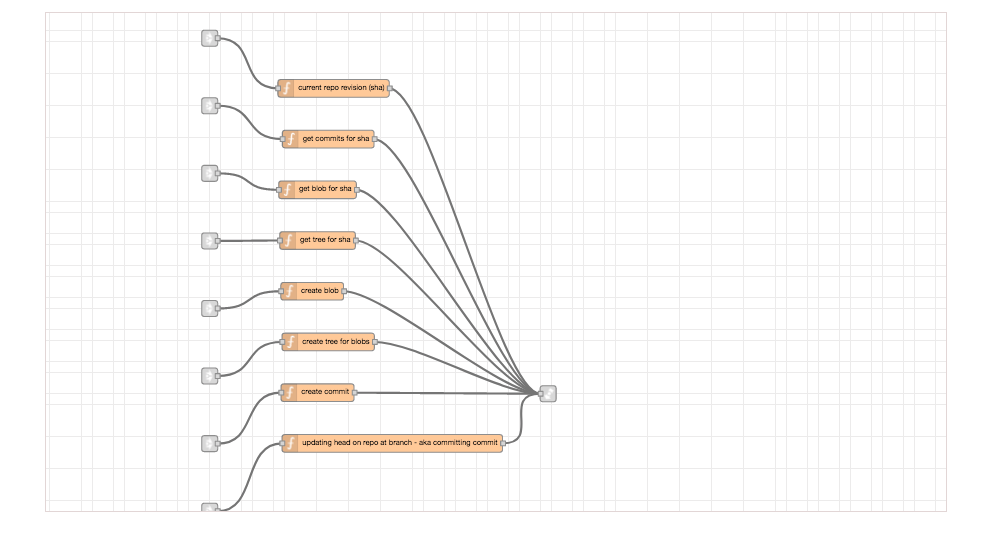 current repo revision (sha)
get commits for sha
get blob for sha
get tree for sha
create blob
create tree for blobs
create commit
updating head on repo at branch - aka committing commit